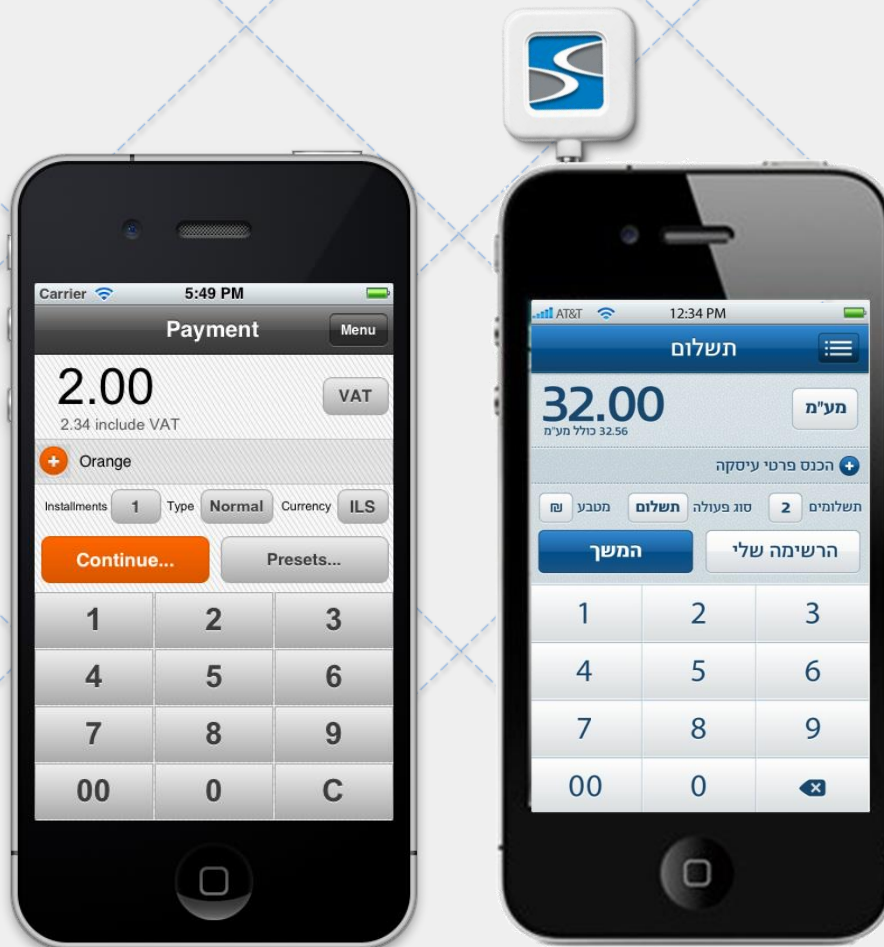 Carrier 5:49 PM
Payment Menu
2.00 VAT
2.34 include VAT
Orange
Installments 1 Type Normal Currency ILS
Continue... Presets...
1 2 3
4 5 6
7 8 9
00 0 C
AT&T 12:34 PM
תשלום
32.00 מע"מ
32.56 כולל מע"מ
הכנס פרטי עיסקה
תשלומים 2 סוג פעולה תשלום מטבע ₪
הרשימה שלי המשך
1 2 3
4 5 6
7 8 9
00 0